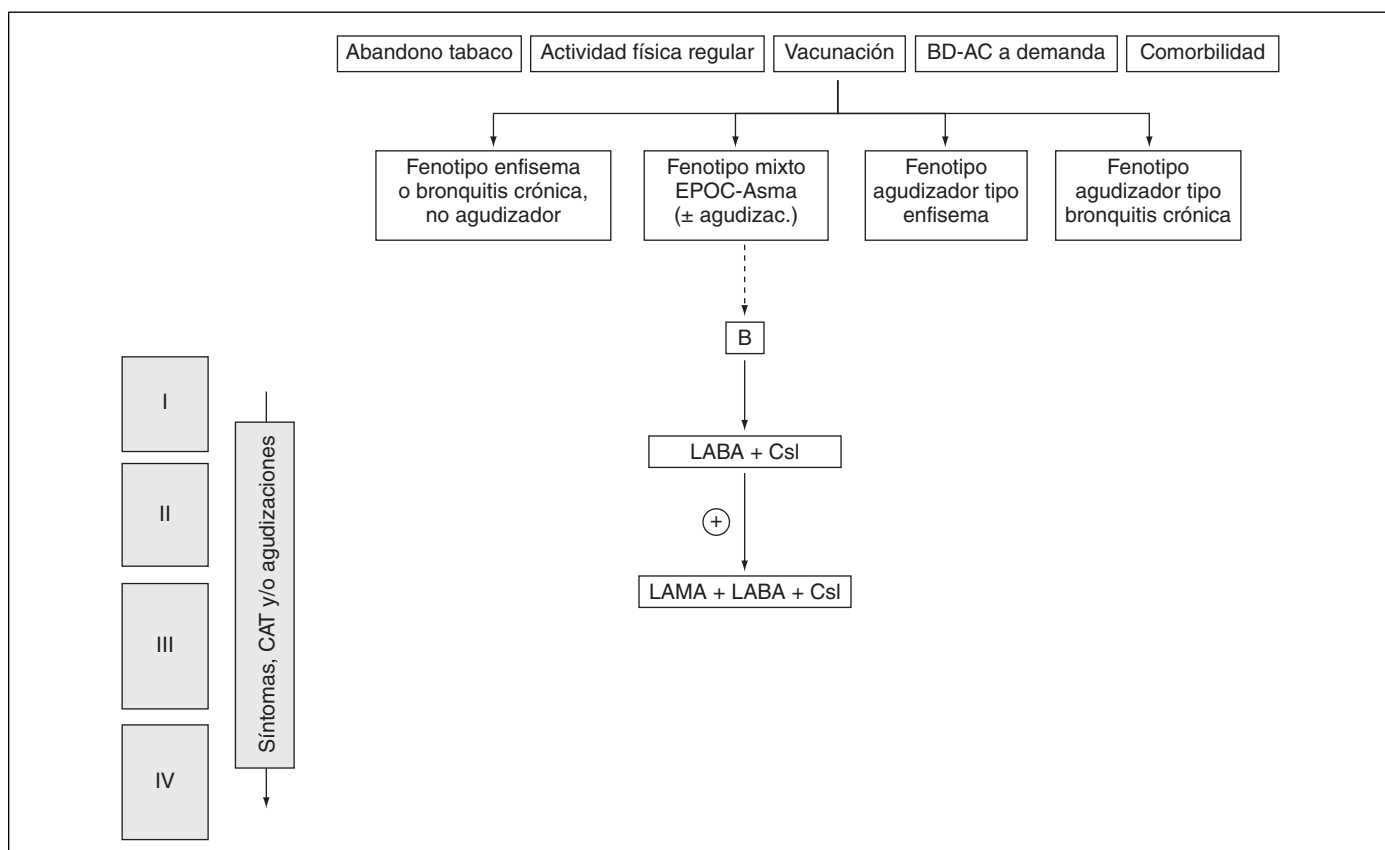 Abandono tabaco
Actividad física regular
Vacunación
BD-AC a demanda
Comorbilidad
Fenotipo enfisema
o bronquitis crónica,
no agudizador
Fenotipo mixto
EPOC-Asma
(± agudizac.)
Fenotipo
agudizador tipo
enfisema
Fenotipo
agudizador tipo
bronquitis crónica
B
I
LABA + CsI
II
+
LAMA + LABA + CsI
III
IV
Síntomas, CAT y/o agudizaciones